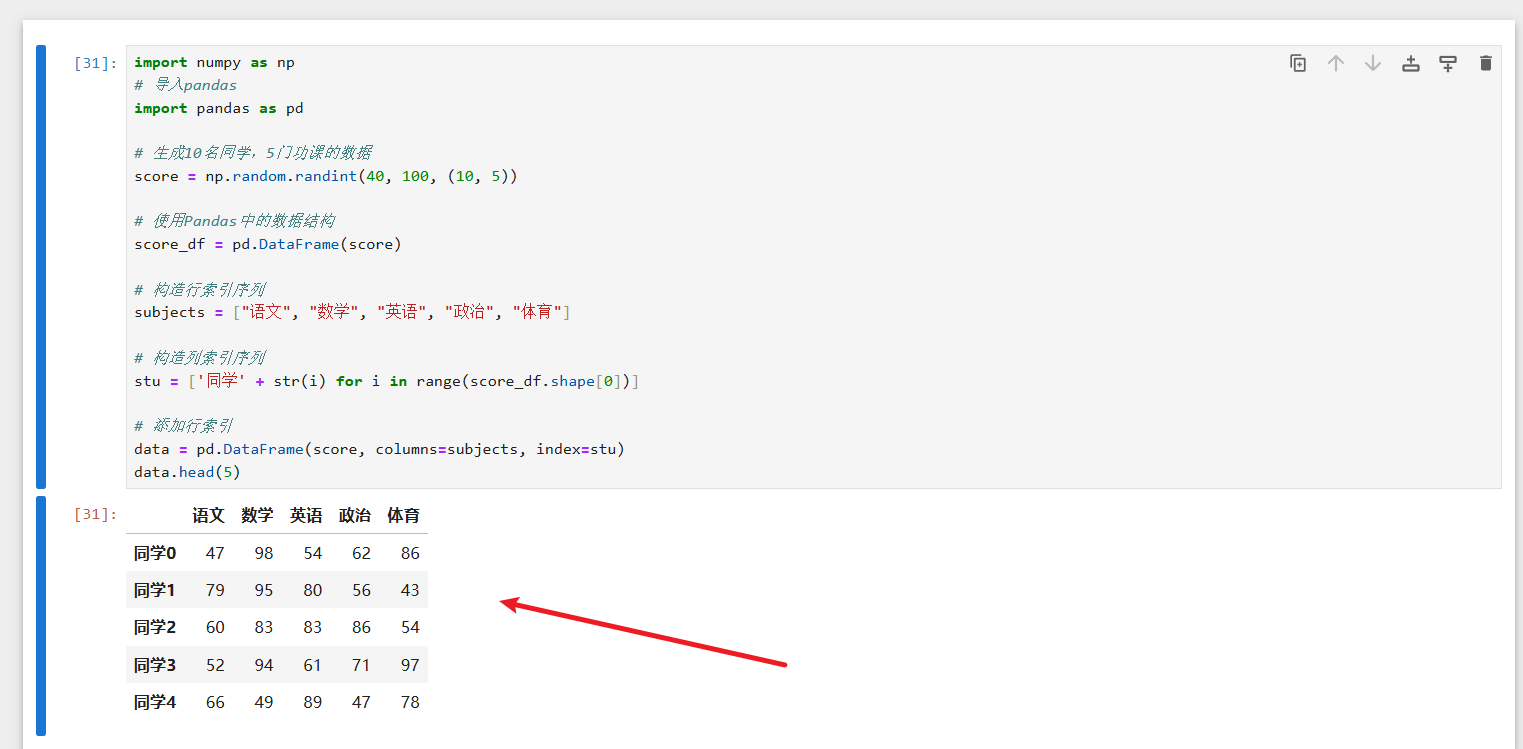 [31]: import numpy as np
# 导入pandas
import pandas as pd
# 生成10名同学，5门功课的数据
score = np.random.randint(40, 100, (10, 5))
# 使用Pandas中的数据结构
score_df = pd.DataFrame(score)
# 构造行索引序列
subjects = ["语文", "数学", "英语", "政治", "体育"]
# 构造列索引序列
stu = ['同学' + str(i) for i in range(score_df.shape[0])]
# 添加行索引
data = pd.DataFrame(score, columns=subjects, index=stu)
data.head(5)
[31]: 语文 数学 英语 政治 体育
同学0 47 98 54 62 86
同学1 79 95 80 56 43
同学2 60 83 83 86 54
同学3 52 94 61 71 97
同学4 66 49 89 47 78